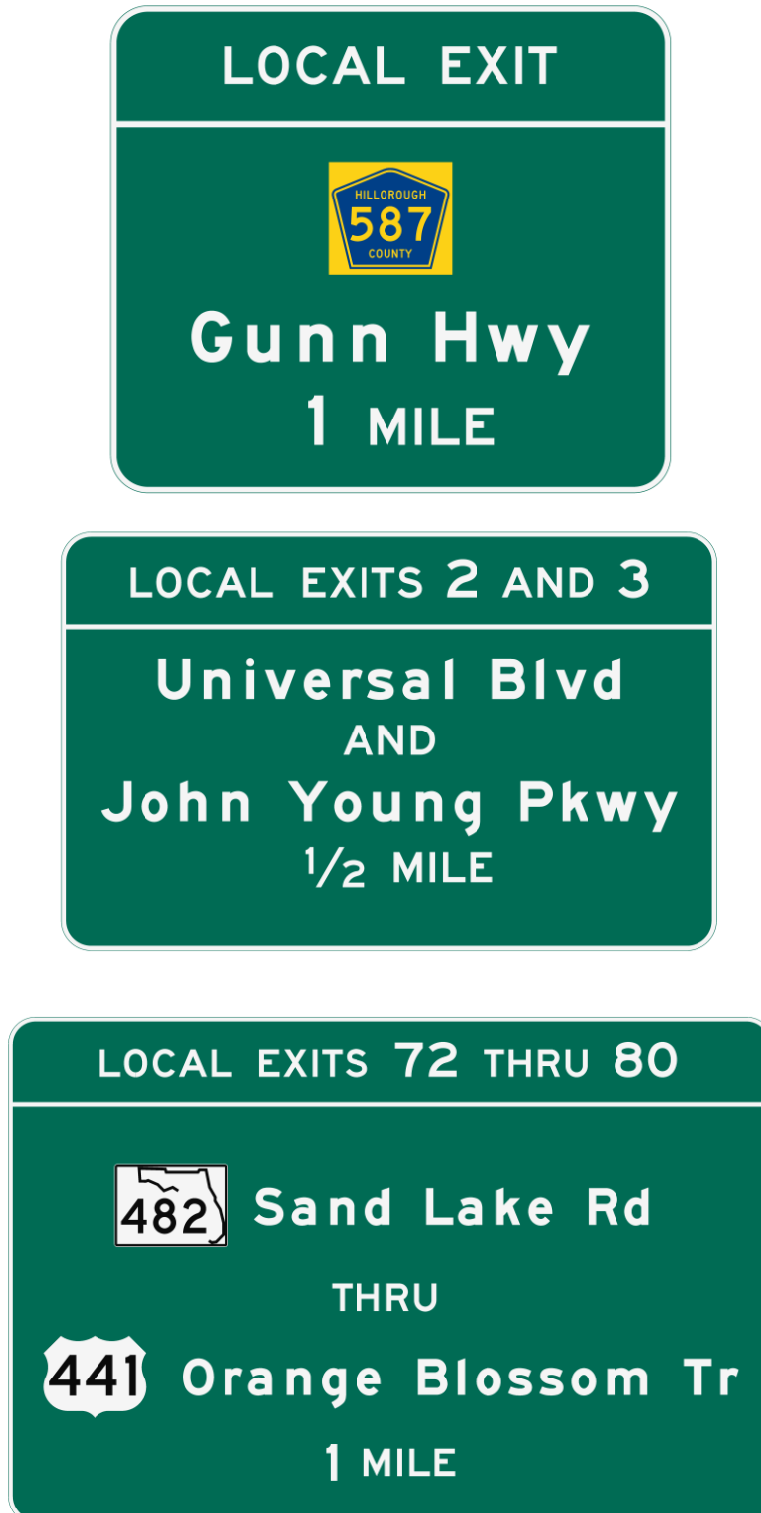 LOCAL EXIT
HILLOROUGH
587
COUNTY
Gunn Hwy
1 MILE
LOCAL EXITS 2 AND 3
Universal Blvd
AND
John Young Pkwy
1/2 MILE
LOCAL EXITS 72 THRU 80
482 Sand Lake Rd
THRU
441 Orange Blossom Tr
1 MILE